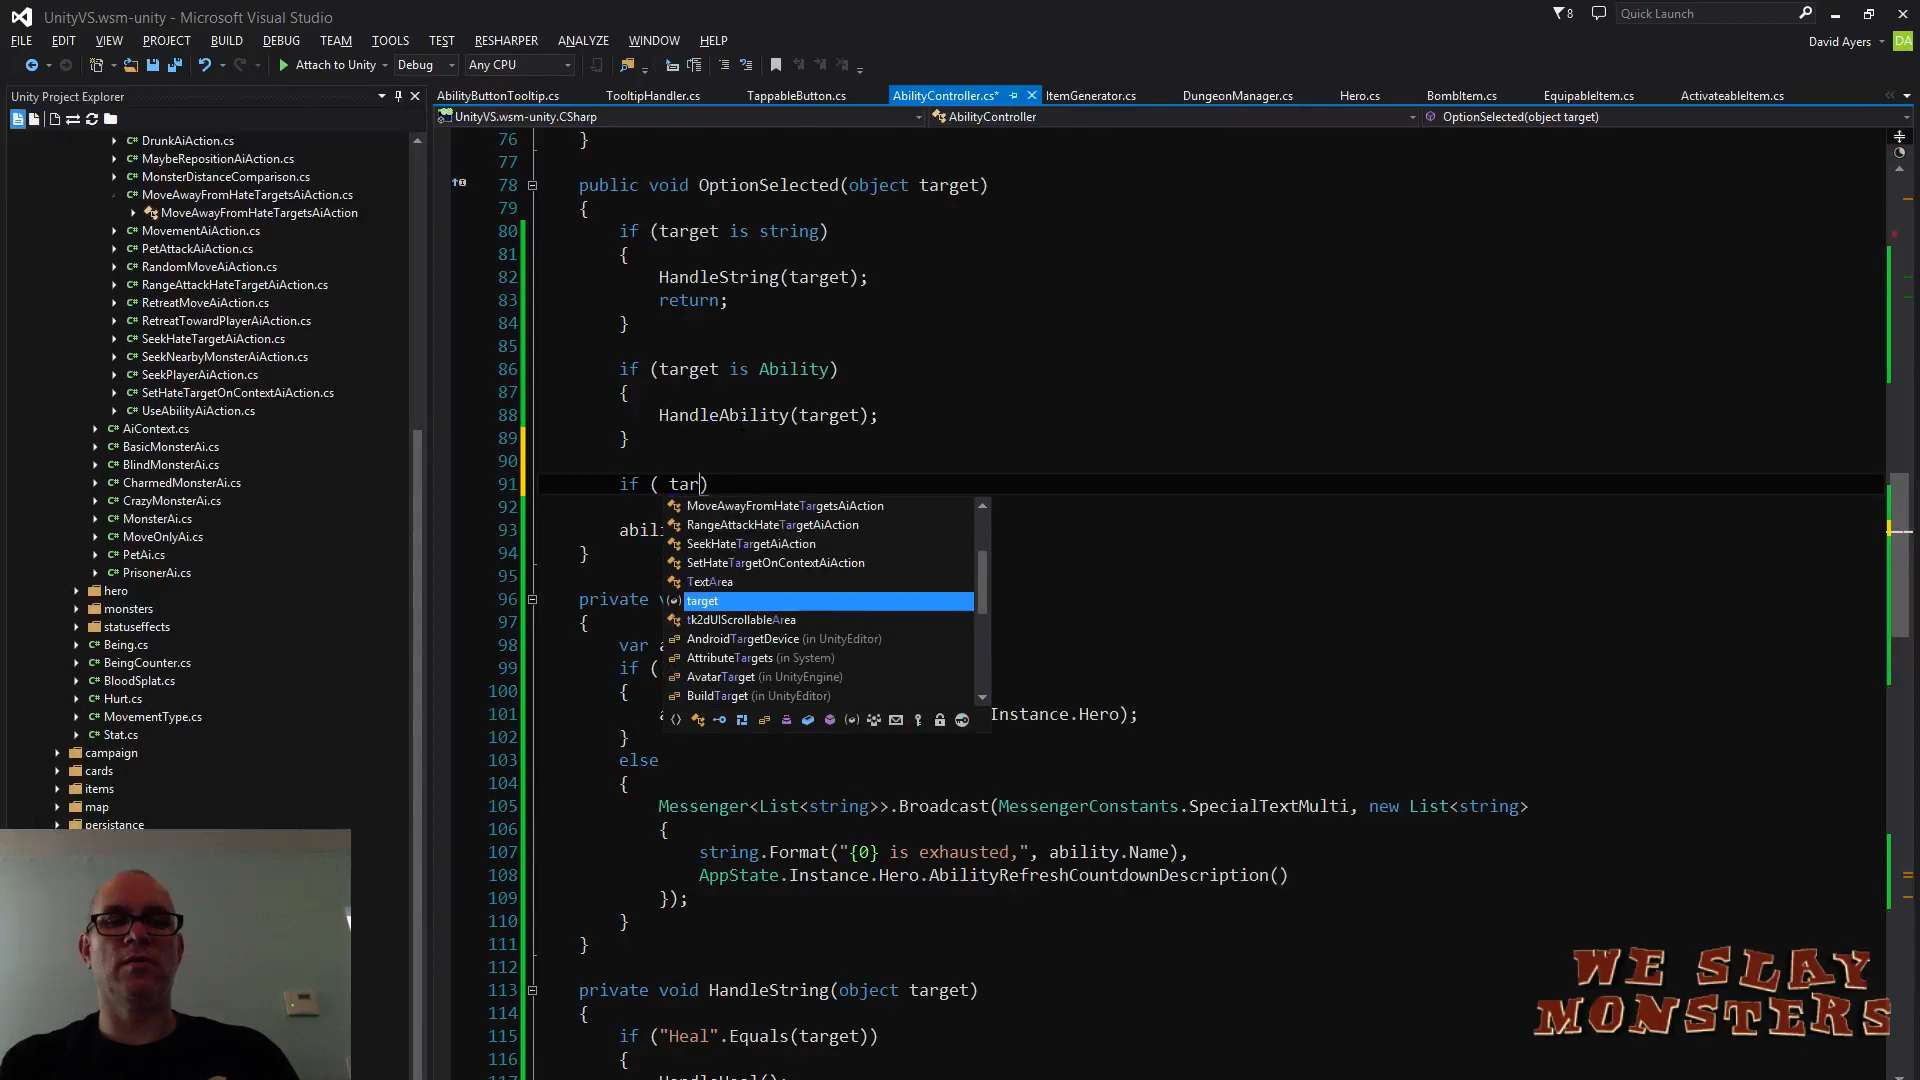 UnityVS.wsm-unity - Microsoft Visual Studio
8
Quick Launch
FILE EDIT VIEW PROJECT BUILD DEBUG TEAM TOOLS TEST RESHARPER ANALYZE WINDOW HELP
David Ayers DA
Attach to Unity Debug Any CPU
Unity Project Explorer
AbilityButtonTooltip.cs TooltipHandler.cs TappableButton.cs AbilityController.cs* ItemGenerator.cs DungeonManager.cs Hero.cs BombItem.cs EquipableItem.cs ActivateableItem.cs
UnityVS.wsm-unity.CSharp AbilityController OptionSelected(object target)
DrunkAiAction.cs
MaybeRepositionAiAction.cs
MonsterDistanceComparison.cs
MoveAwayFromHateTargetsAiAction.cs
MoveAwayFromHateTargetsAiAction
MovementAiAction.cs
PetAttackAiAction.cs
RandomMoveAiAction.cs
RangeAttackHateTargetAiAction.cs
RetreatMoveAiAction.cs
RetreatTowardPlayerAiAction.cs
SeekHateTargetAiAction.cs
SeekNearbyMonsterAiAction.cs
SeekPlayerAiAction.cs
SetHateTargetOnContextAiAction.cs
UseAbilityAiAction.cs
AiContext.cs
BasicMonsterAi.cs
BlindMonsterAi.cs
CharmedMonsterAi.cs
CrazyMonsterAi.cs
MonsterAi.cs
MoveOnlyAi.cs
PetAi.cs
PrisonerAi.cs
hero
monsters
statuseffects
Being.cs
BeingCounter.cs
BloodSplat.cs
Hurt.cs
MovementType.cs
Stat.cs
campaign
cards
items
map
persistance
76 }
77
78 public void OptionSelected(object target)
79 {
80 if (target is string)
81 {
82 HandleString(target);
83 return;
84 }
85
86 if (target is Ability)
87 {
88 HandleAbility(target);
89 }
90
91 if ( tar)
92
93 abili
94 }
95
96 private v
97 {
98 var a
99 if (
100 {
101 a Instance.Hero);
102 }
103 else
104 {
105 Messenger<List<string>>.Broadcast(MessengerConstants.SpecialTextMulti, new List<string>
106 {
107 string.Format("{0} is exhausted,", ability.Name),
108 AppState.Instance.Hero.AbilityRefreshCountdownDescription()
109 });
110 }
111 }
112
113 private void HandleString(object target)
114 {
115 if ("Heal".Equals(target))
116 {
HandleHeal();
MoveAwayFromHateTargetsAiAction
RangeAttackHateTargetAiAction
SeekHateTargetAiAction
SetHateTargetOnContextAiAction
TextArea
target
tk2dUIScrollableArea
AndroidTargetDevice (in UnityEditor)
AttributeTargets (in System)
AvatarTarget (in UnityEngine)
BuildTarget (in UnityEditor)
WE SLAY
MONSTERS